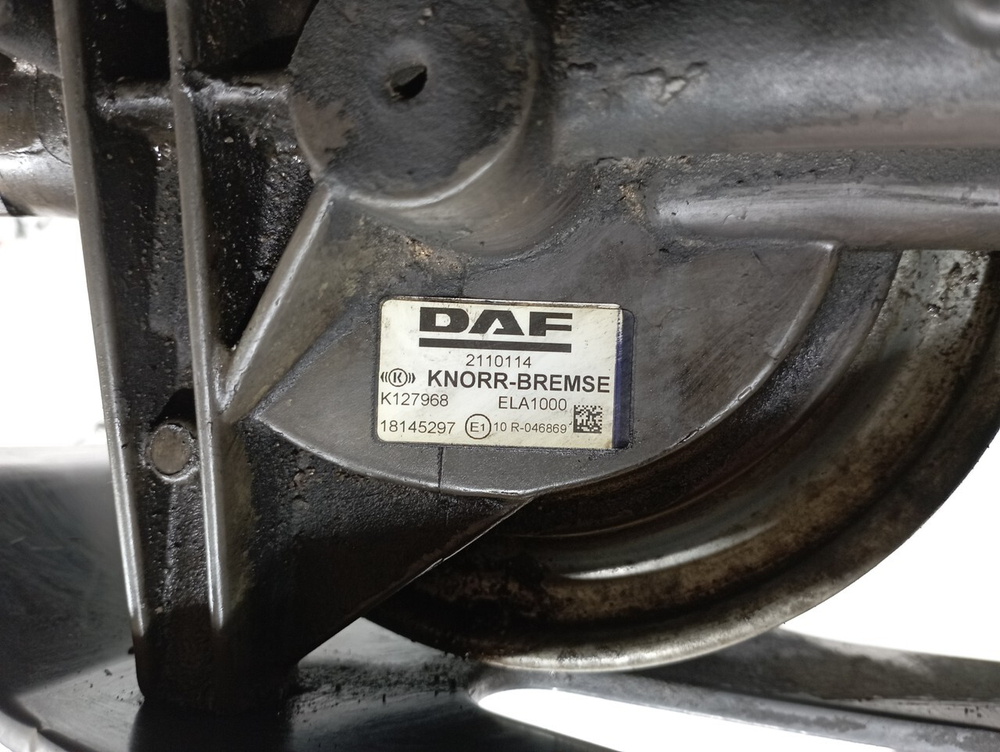 DAF
2110114
K KNORR-BREMSE
K127968 ELA1000
18145297 E1 10 R-046869